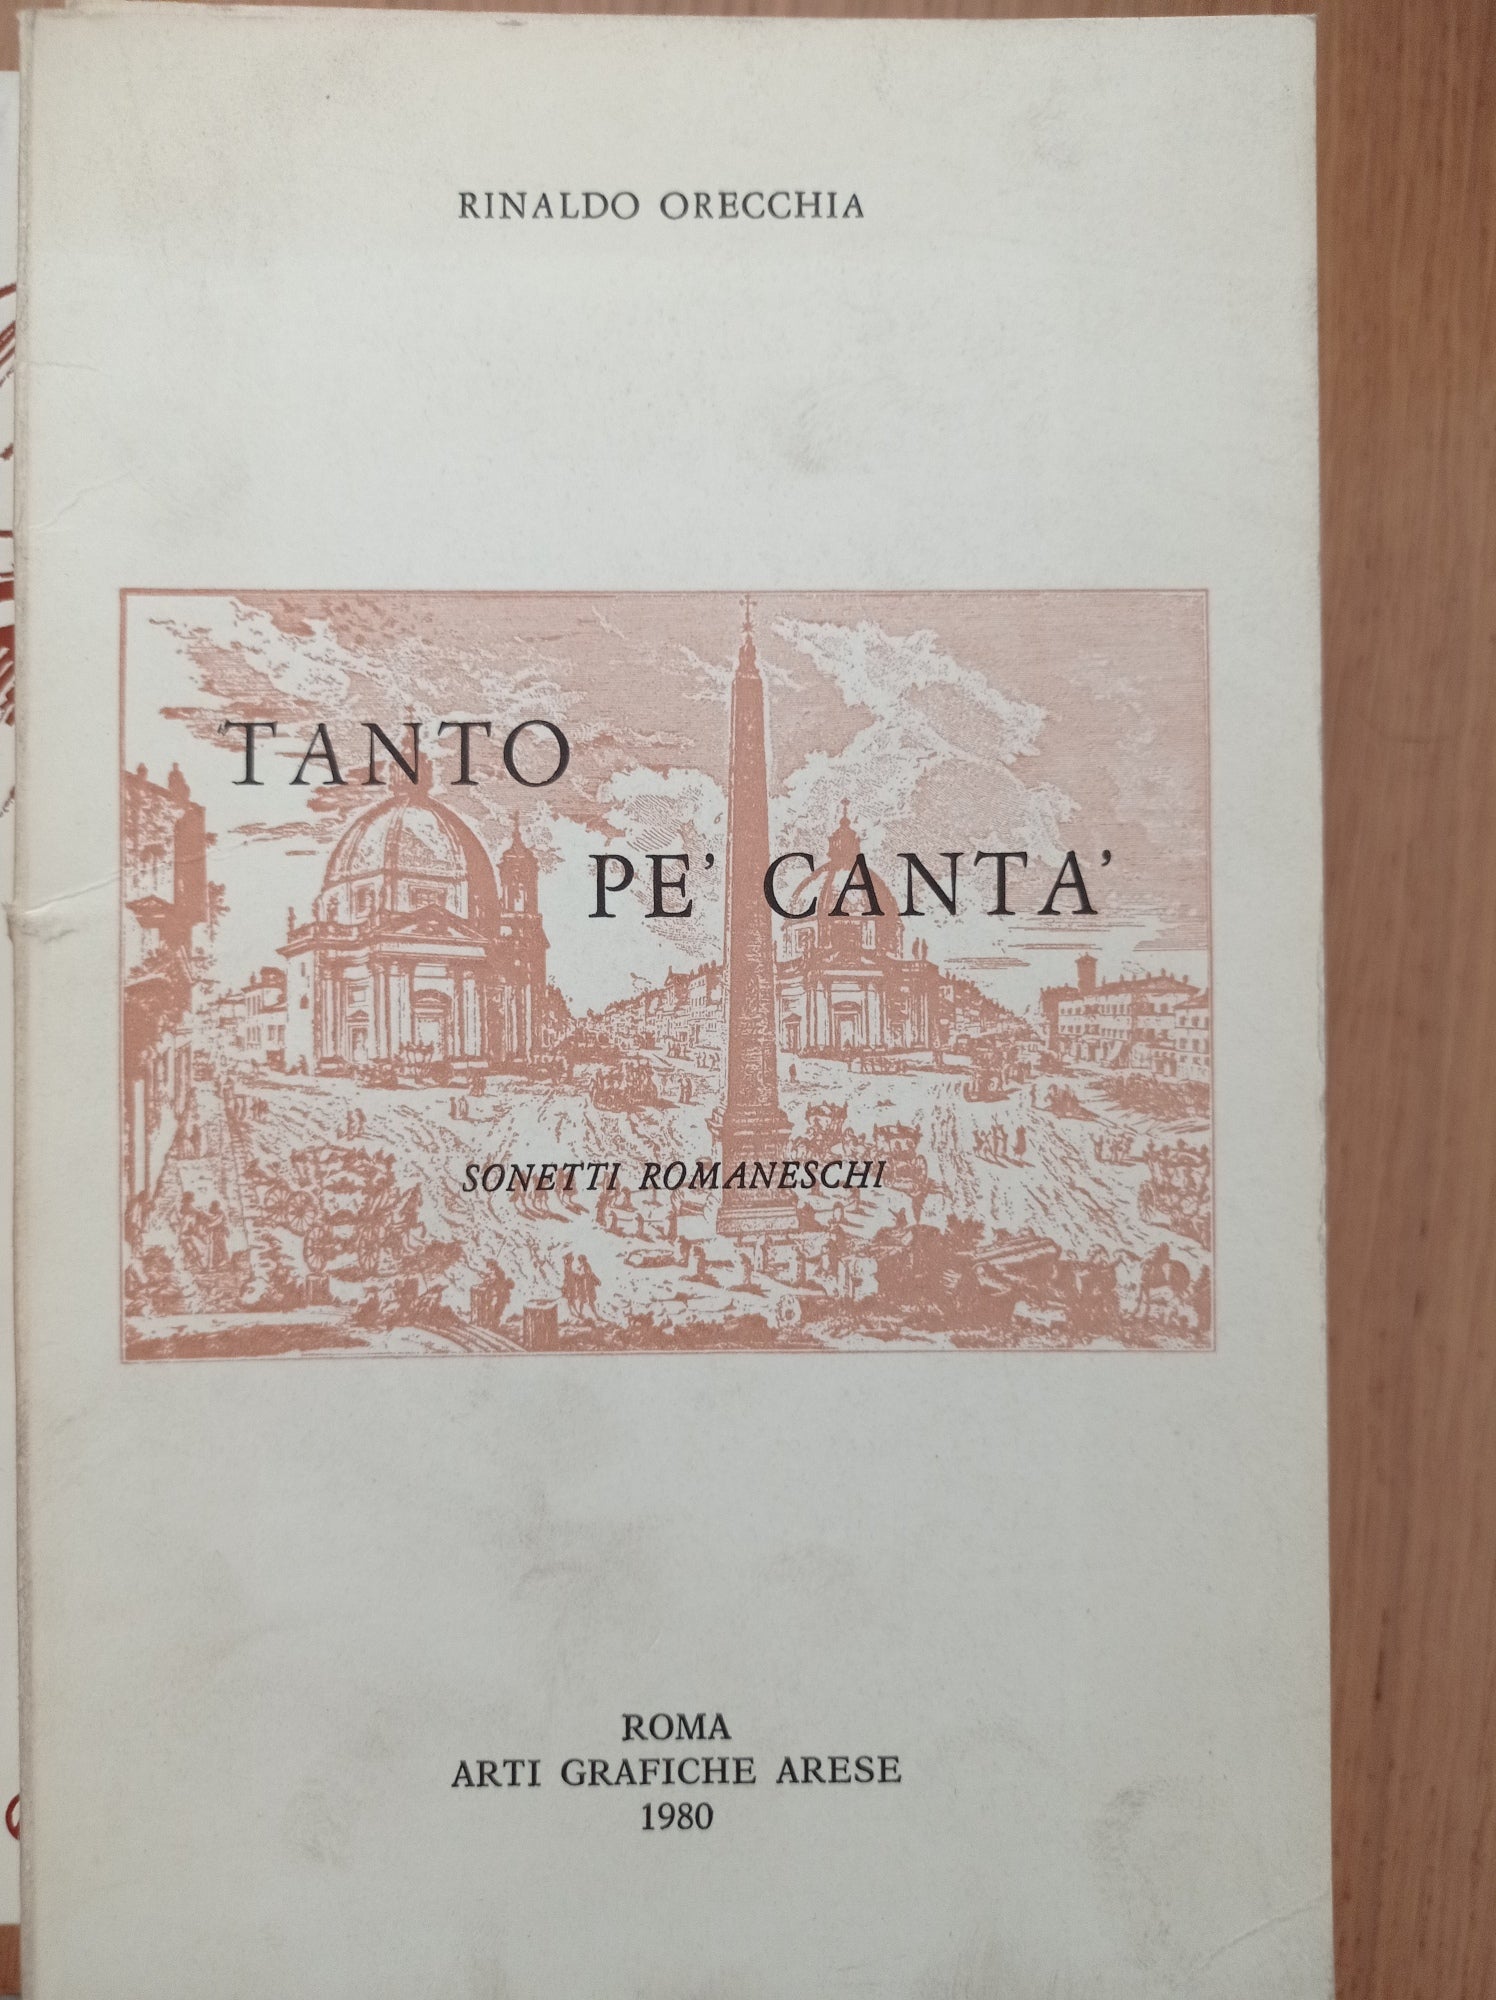 RINALDO ORECCHIA
TANTO
PE' CANTA'
SONETTI ROMANESCHI
ROMA
ARTI GRAFICHE ARESE
1980